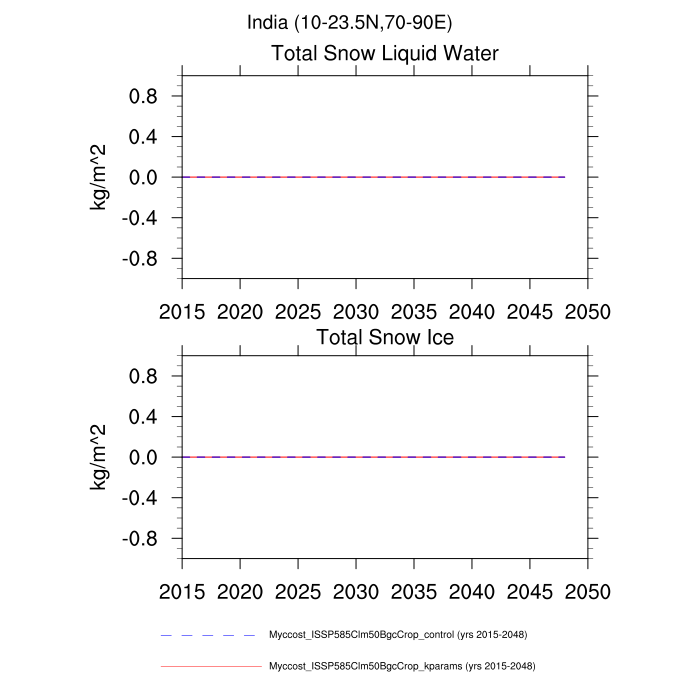 India (10-23.5N,70-90E)
Total Snow Liquid Water
0.8
0.4
0.0
-0.4
-0.8
kg/m^2
2015 2020 2025 2030 2035 2040 2045 2050
Total Snow Ice
0.8
0.4
0.0
-0.4
-0.8
kg/m^2
2015 2020 2025 2030 2035 2040 2045 2050
Myccost_ISSP585Clm50BgcCrop_control (yrs 2015-2048)
Myccost_ISSP585Clm50BgcCrop_kparams (yrs 2015-2048)